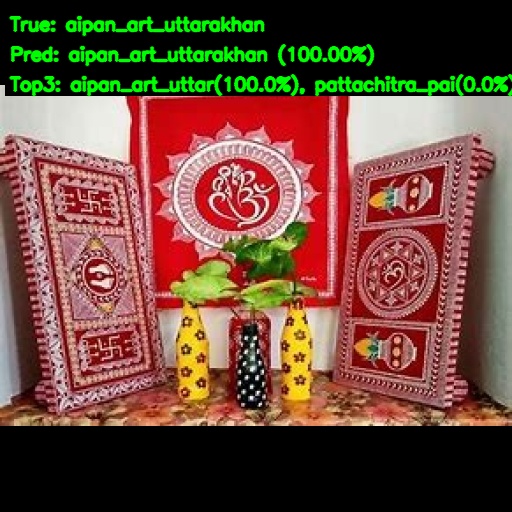 True: aipan_art_uttarakhan
Pred: aipan_art_uttarakhan (100.00%)
Top3: aipan_art_uttar(100.0%), pattachitra_pai(0.0%)
ॐ